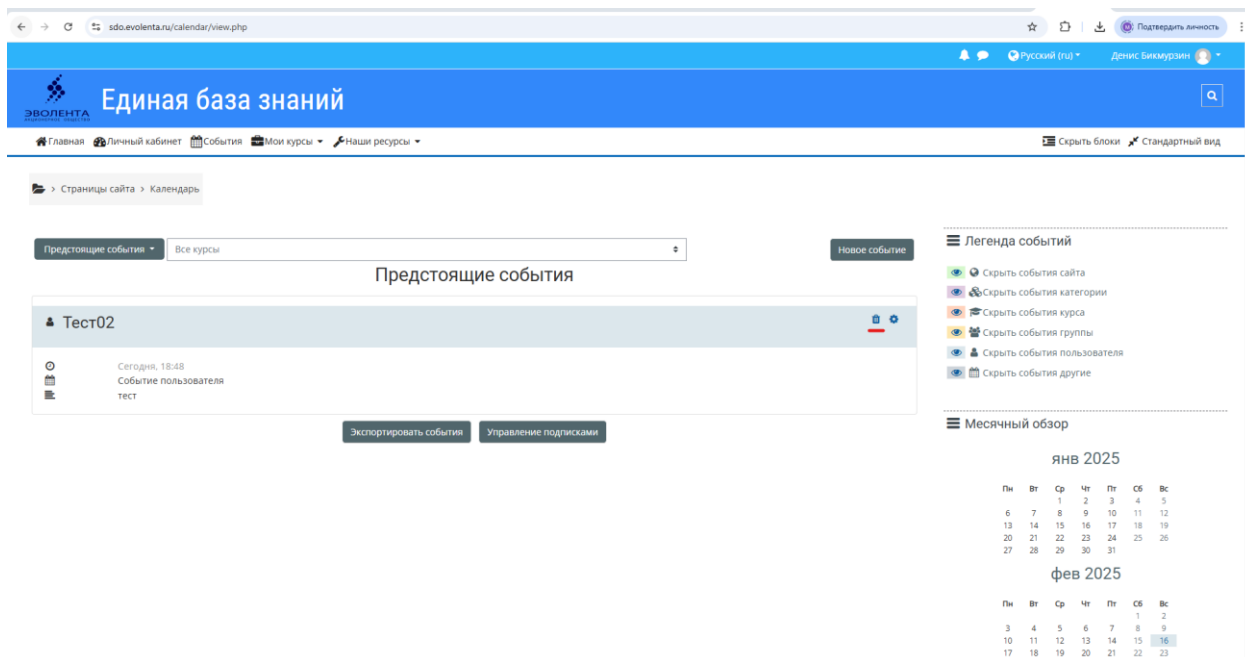 sdo.evolenta.ru/calendar/view.php
Подтвердить личность
Русский (ru)
Денис Бикмурзин
ЭВОЛЕНТА
АКЦИОНЕРНОЕ ОБЩЕСТВО
Единая база знаний
Главная Личный кабинет События Мои курсы Наши ресурсы
Скрыть блоки Стандартный вид
> Страницы сайта > Календарь
Предстоящие события
Все курсы
Новое событие
Предстоящие события
Тест02
Сегодня, 18:48
Событие пользователя
тест
Экспортировать события
Управление подписками
Легенда событий
Скрыть события сайта
Скрыть события категории
Скрыть события курса
Скрыть события группы
Скрыть события пользователя
Скрыть события другие
Месячный обзор
янв 2025
Пн Вт Ср Чт Пт Сб Вс
1 2 3 4 5
6 7 8 9 10 11 12
13 14 15 16 17 18 19
20 21 22 23 24 25 26
27 28 29 30 31
фев 2025
Пн Вт Ср Чт Пт Сб Вс
1 2
3 4 5 6 7 8 9
10 11 12 13 14 15 16
17 18 19 20 21 22 23